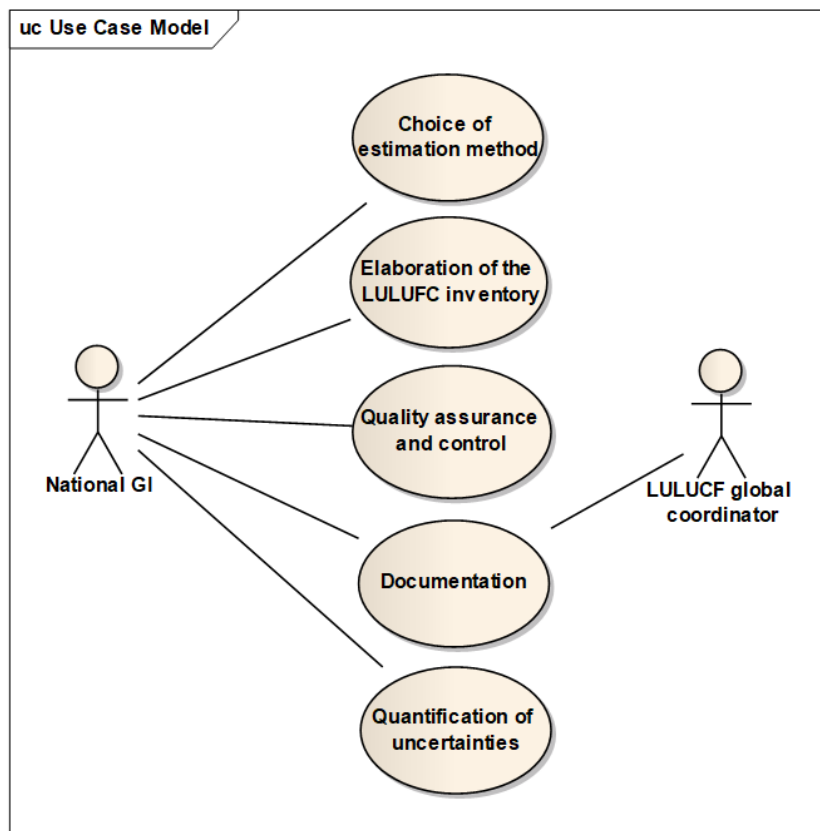 uc Use Case Model
Choice of
estimation method
Elaboration of the
LULUFC inventory
Quality assurance
and control
National GI
LULUCF global
coordinator
Documentation
Quantification of
uncertainties